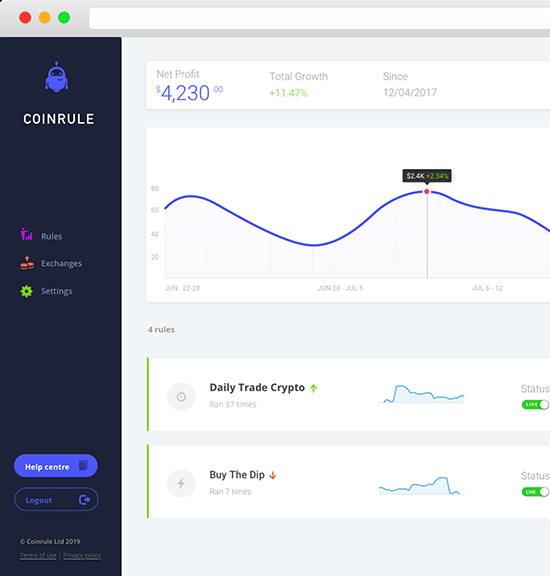 COINRULE
Rules
Exchanges
Settings
Help centre
Logout
© Coinrule Ltd 2019
Terms of use | Privacy policy
Net Profit
$4,230.00
Total Growth
+11.47%
Since
12/04/2017
$2.4K +2.34%
80
60
40
20
JUN 22-28
JUN 28 - JUL 5
JUL 6 - 12
4 rules
Daily Trade Crypto
Ran 37 times
Status
LIVE
Buy The Dip
Ran 7 times
Status
LIVE